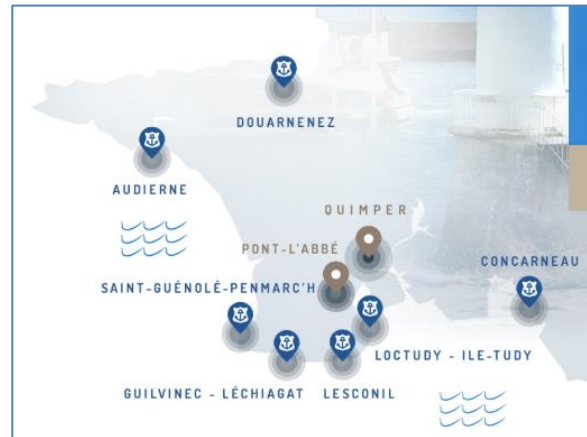 DOUARNENEZ
AUDIERNE
QUIMPER
PONT-L'ABBÉ
CONCARNEAU
SAINT-GUÉNOLÉ-PENMARC'H
LOCTUDY - ILE-TUDY
GUILVINEC - LÉCHIAGAT
LESCONIL